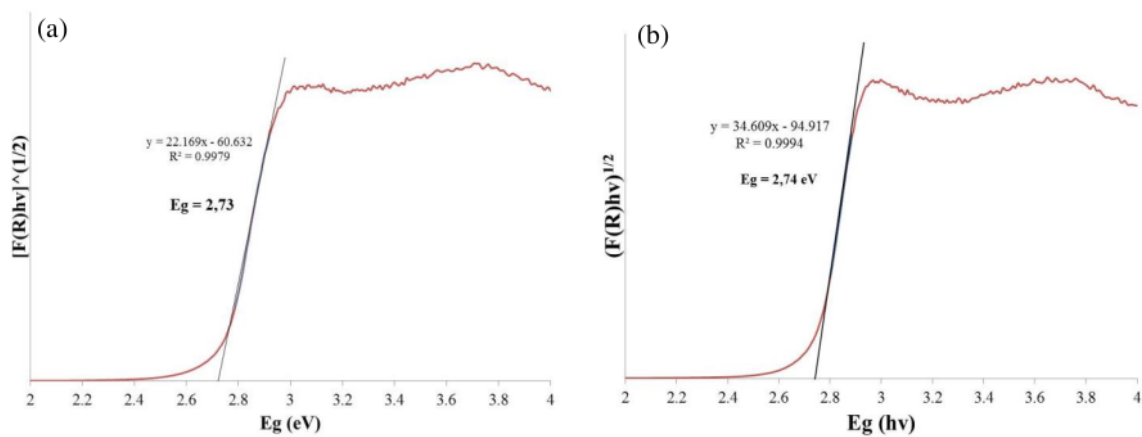 (a)
[F(R)hv]^(1/2)
y = 22.169x - 60.632
R² = 0.9979
Eg = 2,73
2 2.2 2.4 2.6 2.8 3 3.2 3.4 3.6 3.8 4
Eg (eV)
(b)
(F(R)hv)^1/2
y = 34.609x - 94.917
R² = 0.9994
Eg = 2,74 eV
2 2.2 2.4 2.6 2.8 3 3.2 3.4 3.6 3.8 4
Eg (hv)